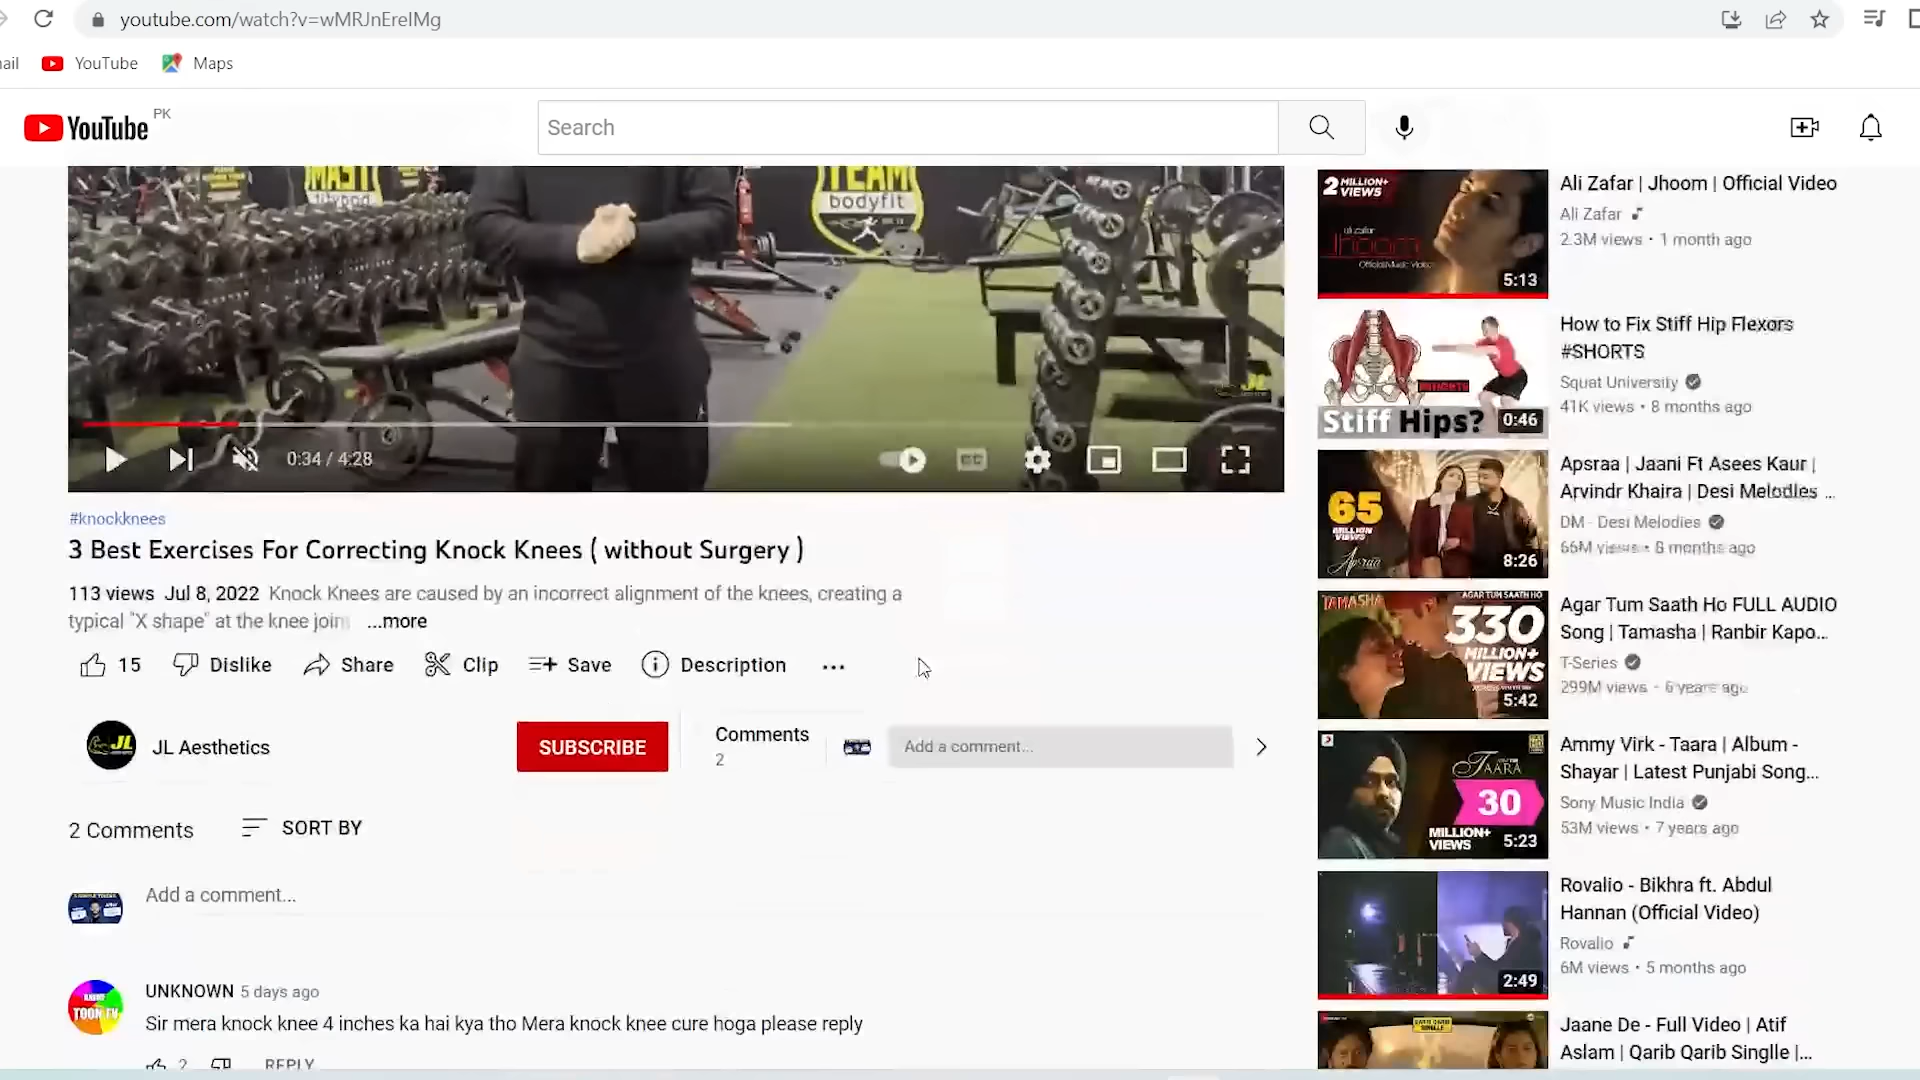 youtube.com/watch?v=wMRJnErelMg
ail
YouTube
Maps
YouTube
PK
Search
TEAM
bodyfit
0:34 / 4:28
CC
#knockknees
3 Best Exercises For Correcting Knock Knees ( without Surgery )
113 views Jul 8, 2022 Knock Knees are caused by an incorrect alignment of the knees, creating a
typical "X shape" at the knee join ...more
15
Dislike
Share
Clip
Save
Description
JL
JL Aesthetics
SUBSCRIBE
Comments
2
Add a comment...
2 Comments
SORT BY
Add a comment...
TOON TV
UNKNOWN 5 days ago
Sir mera knock knee 4 inches ka hai kya tho Mera knock knee cure hoga please reply
2
REPLY
2 MILLION+
VIEWS
ali zafar
Jhoom
5:13
Ali Zafar | Jhoom | Official Video
Ali Zafar
2.3M views • 1 month ago
Stiff Hips?
0:46
How to Fix Stiff Hip Flexors
#SHORTS
Squat University
41K views • 8 months ago
65
MILLION
VIEWS
Apsraa
8:26
Apsraa | Jaani Ft Asees Kaur |
Arvindr Khaira | Desi Melodies ...
DM - Desi Melodies
66M views • 8 months ago
TAMASHA
AGAR TUM SAATH HO
330
MILLION+
VIEWS
5:42
Agar Tum Saath Ho FULL AUDIO
Song | Tamasha | Ranbir Kapo...
T-Series
299M views • 6 years ago
TAARA
30
MILLION+
VIEWS
5:23
Ammy Virk - Taara | Album -
Shayar | Latest Punjabi Song...
Sony Music India
53M views • 7 years ago
2:49
Rovalio - Bikhra ft. Abdul
Hannan (Official Video)
Rovalio
6M views • 5 months ago
Jaane De - Full Video | Atif
Aslam | Qarib Qarib Singlle |...